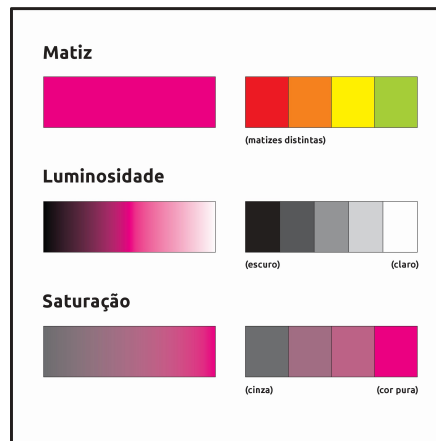 Matiz
(matizes distintas)
Luminosidade
(escuro) (claro)
Saturação
(cinza) (cor pura)